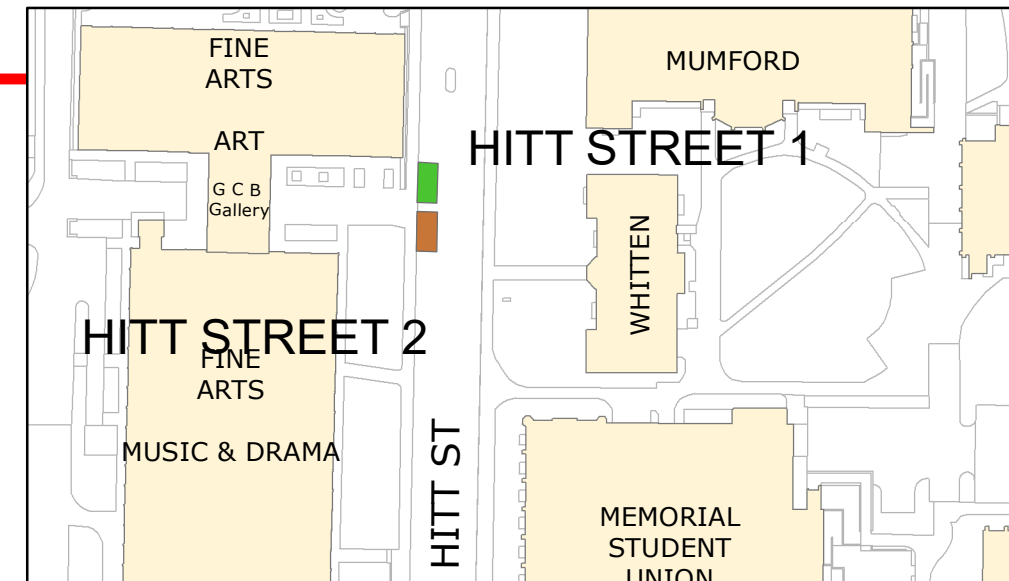 FINE
ARTS
ART
G C B
Gallery
MUMFORD
HITT STREET 1
WHITTEN
HITT STREET 2
FINE
ARTS
MUSIC & DRAMA
HITT ST
MEMORIAL
STUDENT
UNION